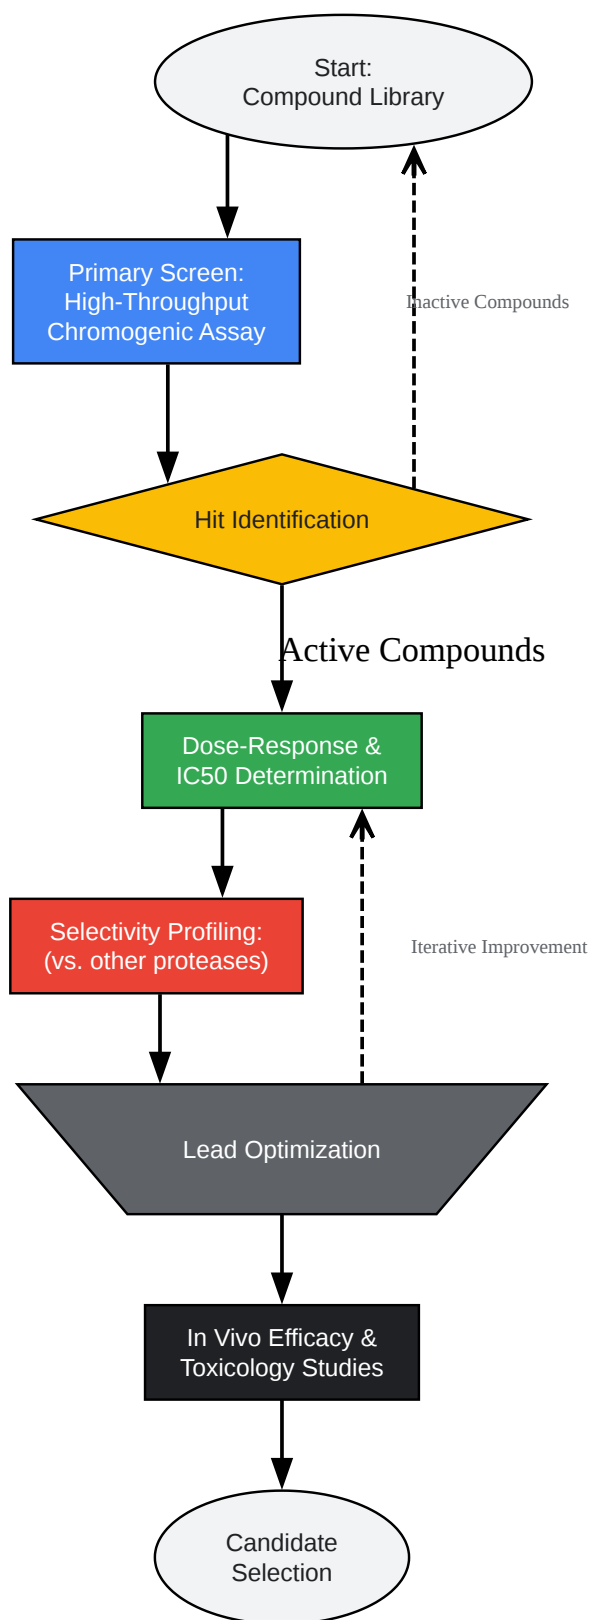 Start:
Compound Library
Primary Screen:
High-Throughput
Chromogenic Assay
Inactive Compounds
Hit Identification
Active Compounds
Dose-Response &
IC50 Determination
Selectivity Profiling:
(vs. other proteases)
Iterative Improvement
Lead Optimization
In Vivo Efficacy &
Toxicology Studies
Candidate
Selection